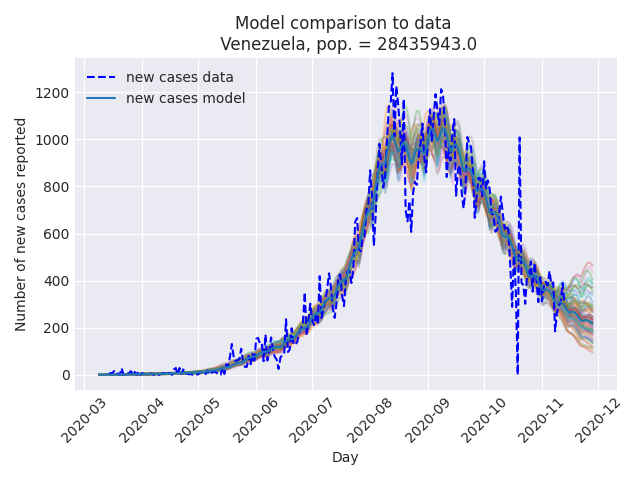 Model comparison to data
Venezuela, pop. = 28435943.0
new cases data
new cases model
Number of new cases reported
1200
1000
800
600
400
200
0
2020-03
2020-04
2020-05
2020-06
2020-07
2020-08
2020-09
2020-10
2020-11
2020-12
Day